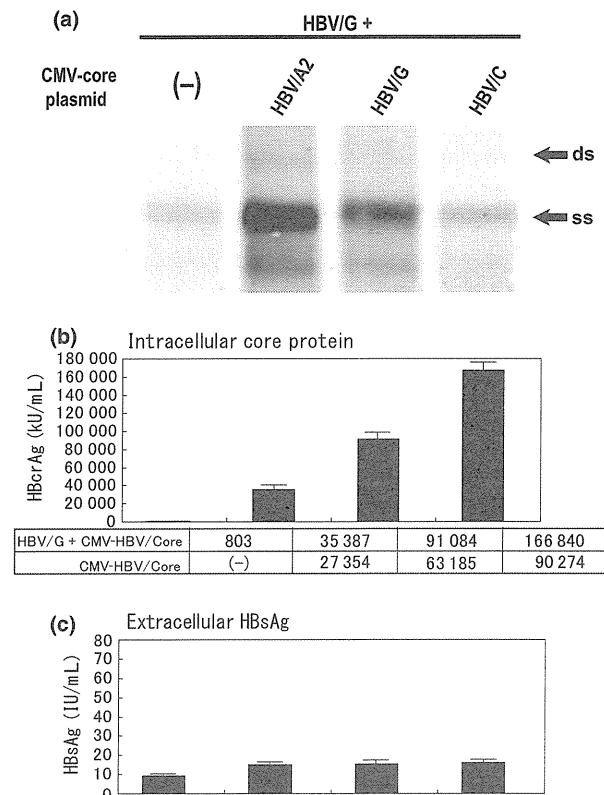 (a)
HBV/G +
CMV-core
plasmid
(−)
HBV/A2
HBV/G
HBV/C
ds
ss
(b)
Intracellular core protein
HBcrAg (kU/mL)
180 000
160 000
140 000
120 000
100 000
80 000
60 000
40 000
20 000
0
HBV/G + CMV-HBV/Core 803 35 387 91 084 166 840
CMV-HBV/Core (−) 27 354 63 185 90 274
(c)
Extracellular HBsAg
HBsAg (IU/mL)
80
70
60
50
40
30
20
10
0